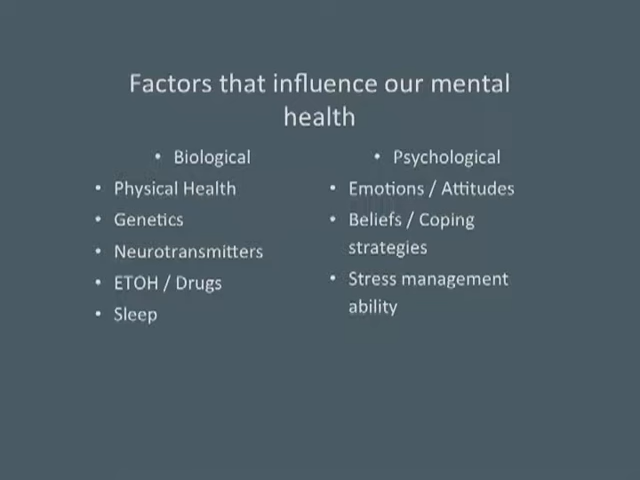 Factors that influence our mental
health
• Biological
• Physical Health
• Genetics
• Neurotransmitters
• ETOH / Drugs
• Sleep
• Psychological
• Emotions / Attitudes
• Beliefs / Coping
strategies
• Stress management
ability